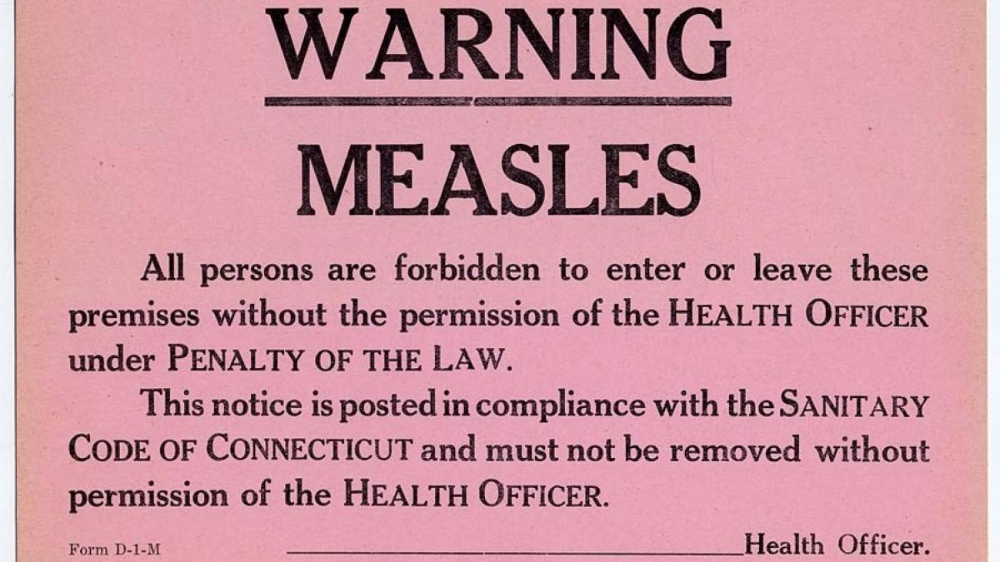 WARNING
MEASLES
All persons are forbidden to enter or leave these
premises without the permission of the HEALTH OFFICER
under PENALTY OF THE LAW.
This notice is posted in compliance with the SANITARY
CODE OF CONNECTICUT and must not be removed without
permission of the HEALTH OFFICER.
Form D-1-M
Health Officer.